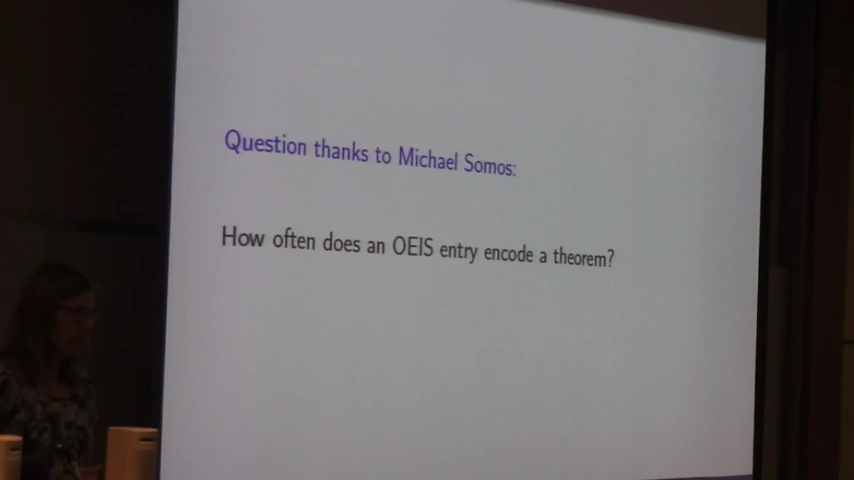 Question thanks to Michael Somos:
How often does an OEIS entry encode a theorem?